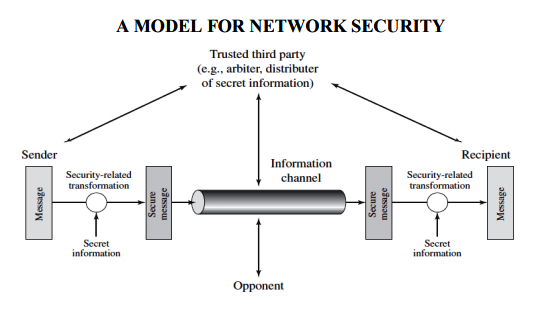 A MODEL FOR NETWORK SECURITY
Trusted third party
(e.g., arbiter, distributer
of secret information)
Sender
Recipient
Information
channel
Security-related
transformation
Security-related
transformation
Message
Secure
message
Secure
message
Message
Secret
information
Secret
information
Opponent